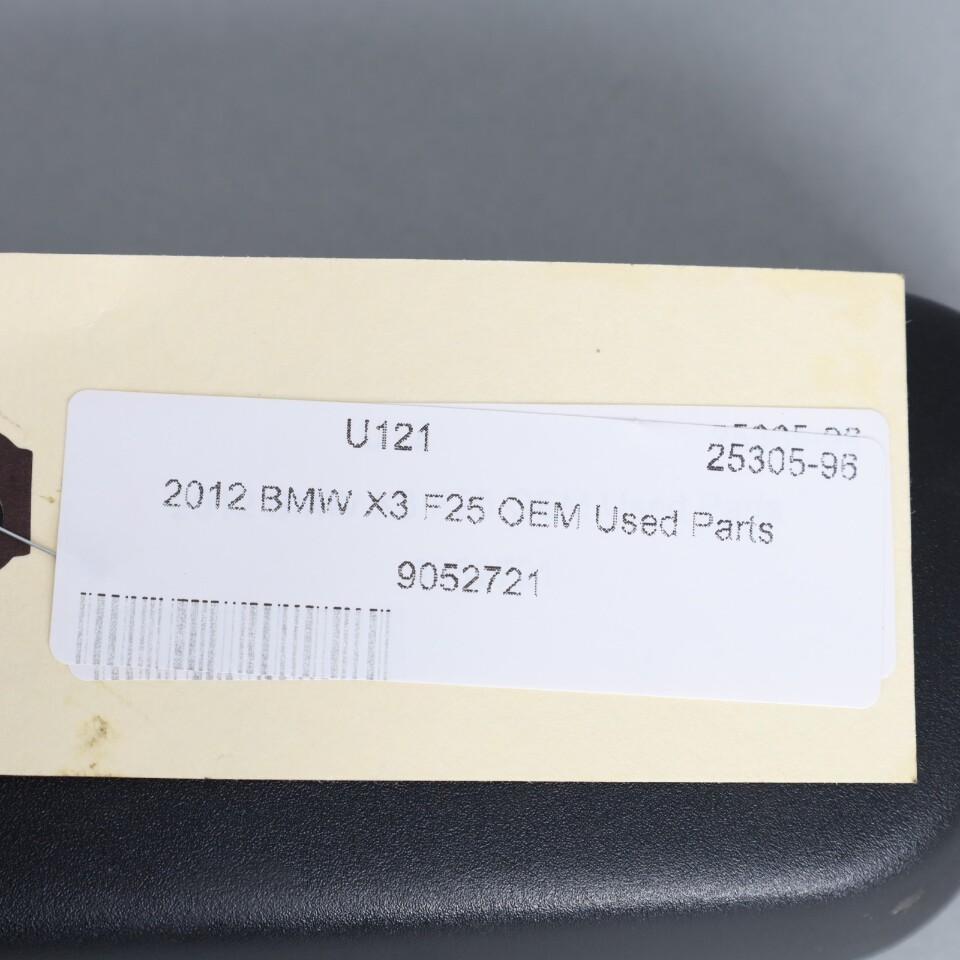 U121
25305-96
2012 BMW X3 F25 OEM Used Parts
9052721